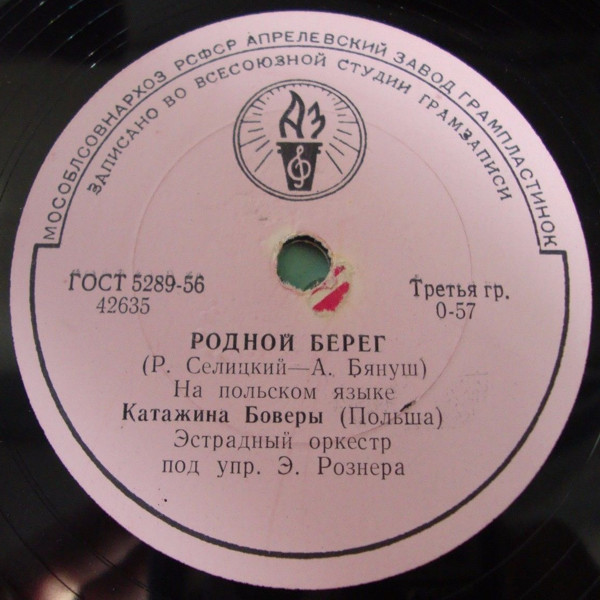 МОСОБЛСОВНАРХОЗ РСФСР АПРЕЛЕВСКИЙ ЗАВОД ГРАМПЛАСТИНОК
ЗАПИСАНО ВО ВСЕСОЮЗНОЙ СТУДИИ ГРАМЗАПИСИ
АЗ
ГОСТ 5289-56
42635
Третья гр.
0-57
РОДНОЙ БЕРЕГ
(Р. Селицкий—А. Бянуш)
На польском языке
Катажина Боверы (Польша)
Эстрадный оркестр
под упр. Э. Рознера